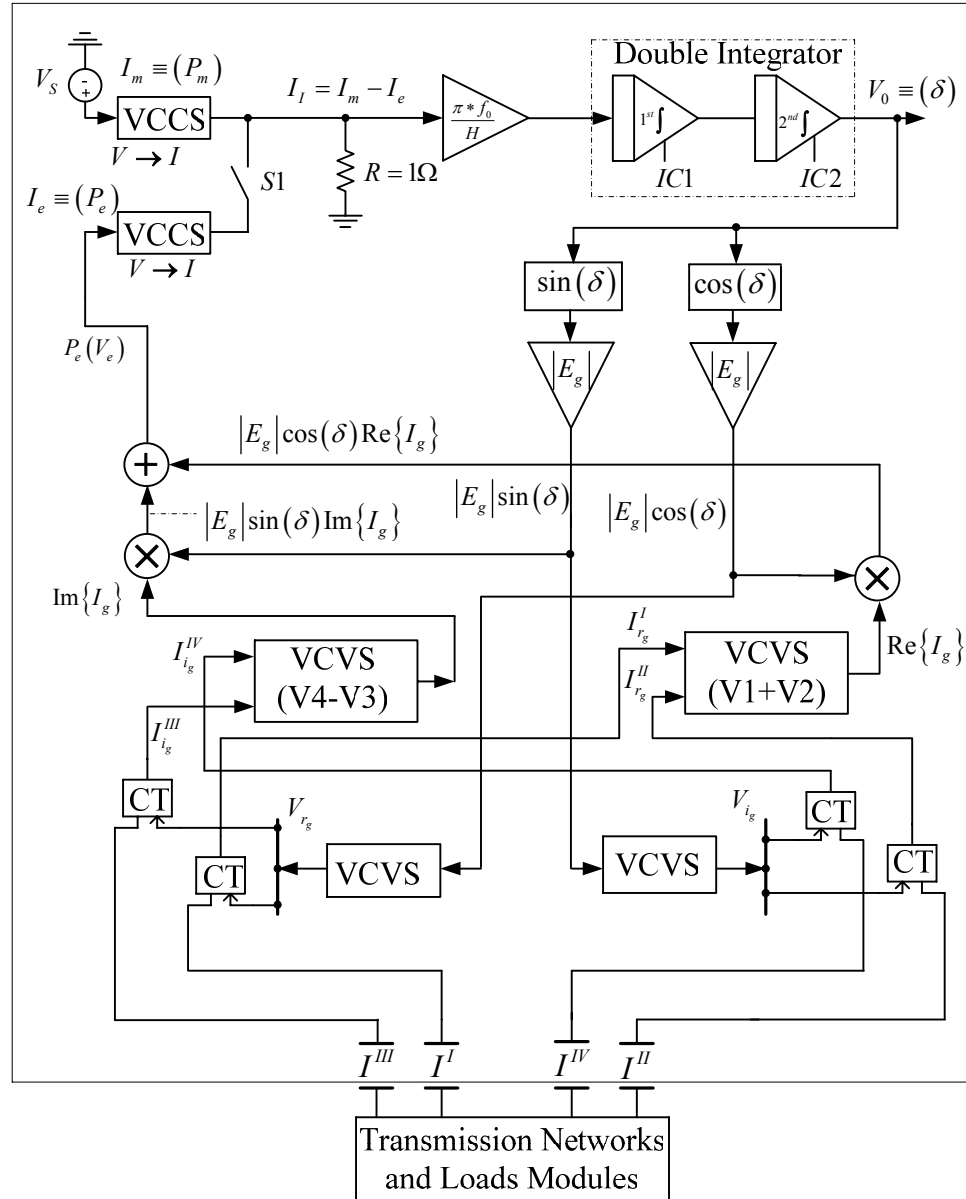 Double Integrator
V_S
-
+
I_m ≡ (P_m)
VCCS
V → I
I_I = I_m − I_e
π * f_0
H
1^st ∫
2^nd ∫
IC1
IC2
V_0 ≡ (δ)
S1
R = 1Ω
I_e ≡ (P_e)
VCCS
V → I
sin(δ)
cos(δ)
P_e(V_e)
|E_g|
|E_g|
|E_g|cos(δ)Re{I_g}
+
|E_g|sin(δ)
|E_g|cos(δ)
|E_g|sin(δ)Im{I_g}
×
×
Im{I_g}
Re{I_g}
I_{i_g}^{IV}
VCVS
(V4-V3)
I_{r_g}^{I}
I_{r_g}^{II}
VCVS
(V1+V2)
I_{i_g}^{III}
CT
V_{r_g}
V_{i_g}
CT
CT
VCVS
VCVS
CT
I^{III}
I^{I}
I^{IV}
I^{II}
Transmission Networks
and Loads Modules